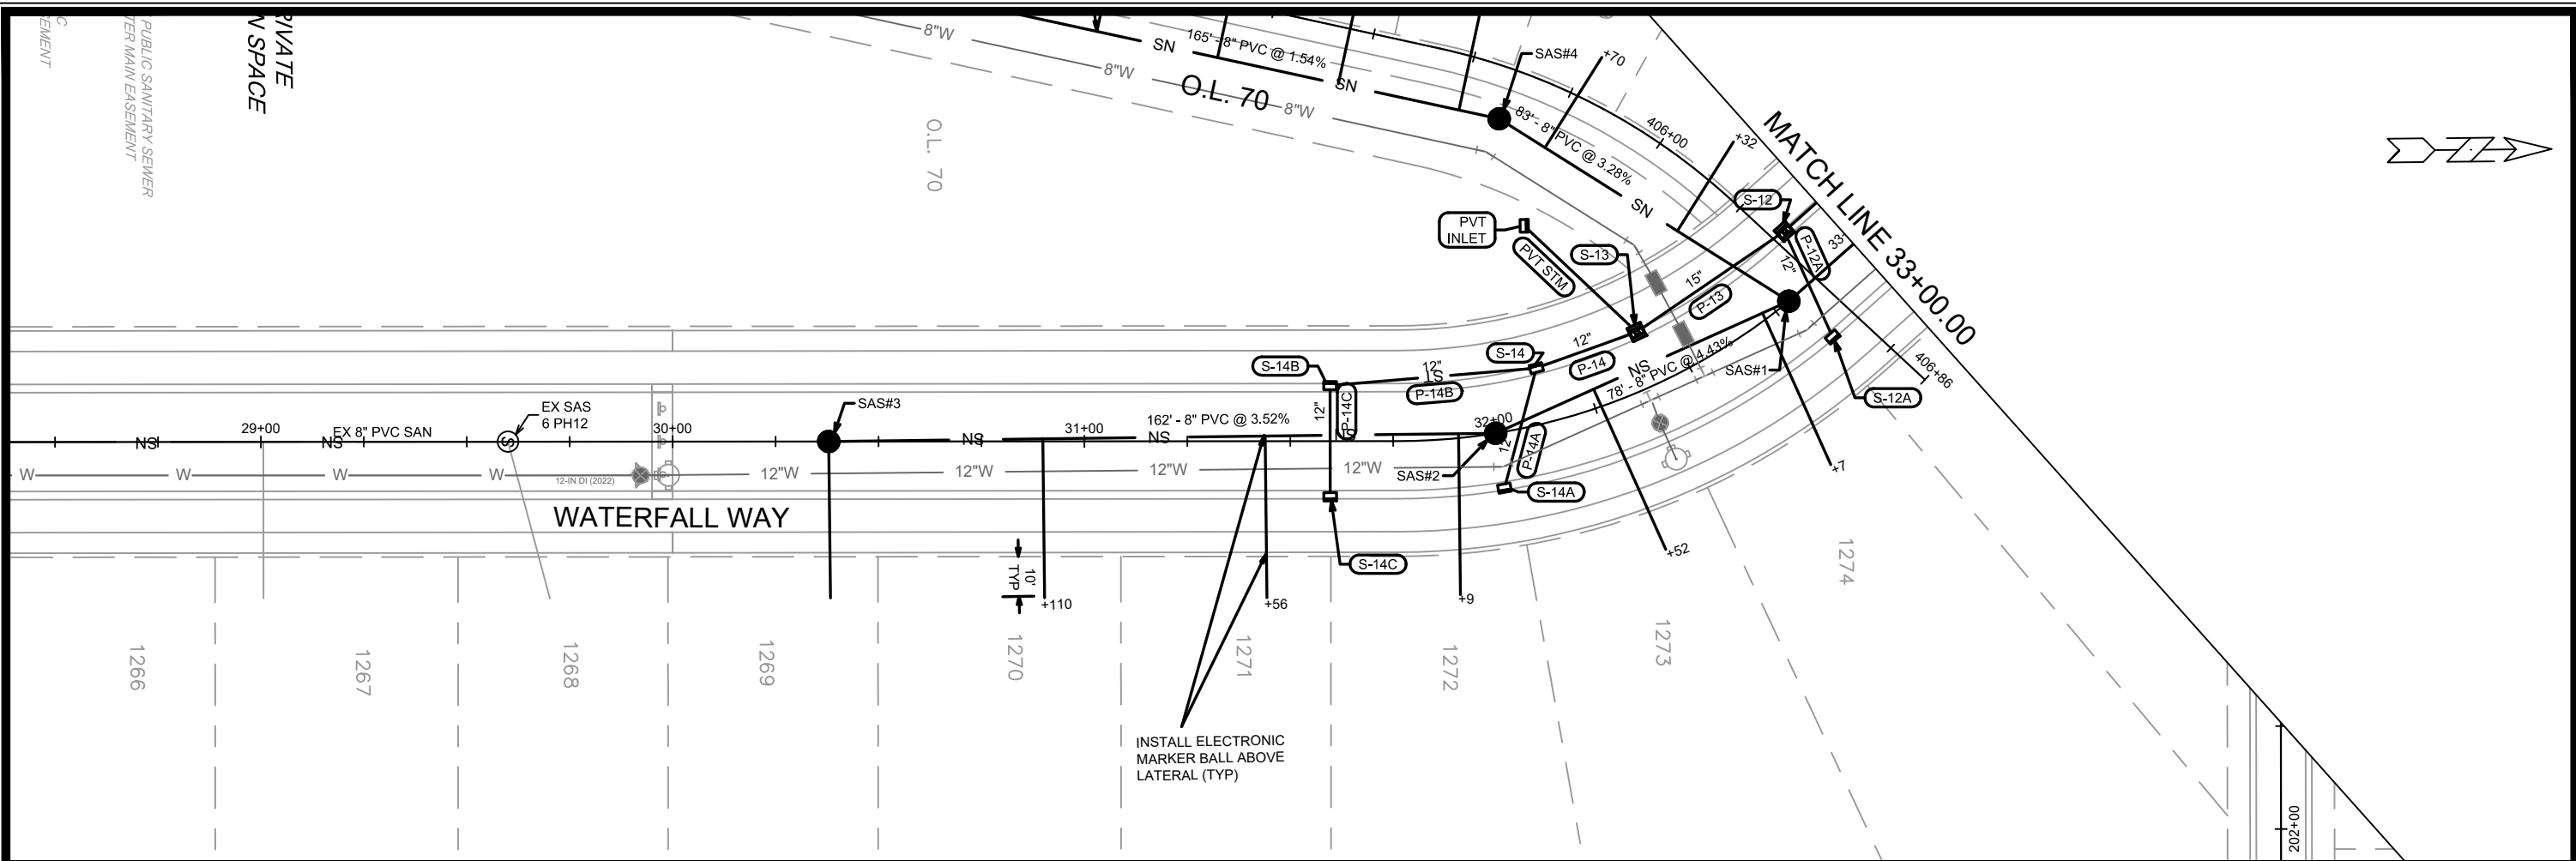 RIVATE
N SPACE
PUBLIC SANITARY SEWER
TER MAIN EASEMENT
C
SEMENT
8"W
SN
165' - 8" PVC @ 1.54%
8"W
SN
O.L. 70
8"W
O.L. 70
SAS#4
+70
83' - 8" PVC @ 3.28%
406+00
+32
SN
MATCH LINE 33+00.00
S-12
P-12A
33
12"
PVT
INLET
PVT STM
S-13
15"
P-13
12"
P-14
S-14
NS
78' - 8" PVC @ 4.43%
SAS#1
406+86
S-12A
S-14B
12"
P-14B
12"
P-14C
32+00
12"
P-14A
SAS#2
S-14A
+7
+52
S-14C
29+00
NS
NS
EX 8" PVC SAN
EX SAS
6 PH12
S
30+00
SAS#3
NS
31+00
162' - 8" PVC @ 3.52%
NS
W
W
W
W
12-IN DI (2022)
12"W
12"W
12"W
12"W
WATERFALL WAY
10'
TYP
+110
+56
+9
1266
1267
1268
1269
1270
1271
1272
1273
1274
INSTALL ELECTRONIC
MARKER BALL ABOVE
LATERAL (TYP)
202+00